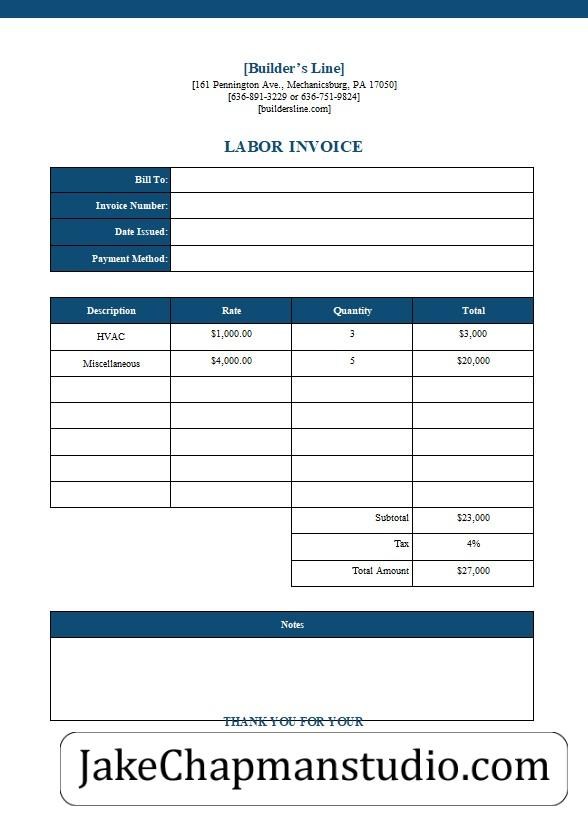 [Builder's Line]
[161 Pennington Ave., Mechanicsburg, PA 17050]
[636-891-3229 or 636-751-9824]
[buildersline.com]
LABOR INVOICE
Bill To:
Invoice Number:
Date Issued:
Payment Method:
Description Rate Quantity Total
HVAC $1,000.00 3 $3,000
Miscellaneous $4,000.00 5 $20,000
Subtotal $23,000
Tax 4%
Total Amount $27,000
Notes
THANK YOU FOR YOUR
JakeChapmanstudio.com